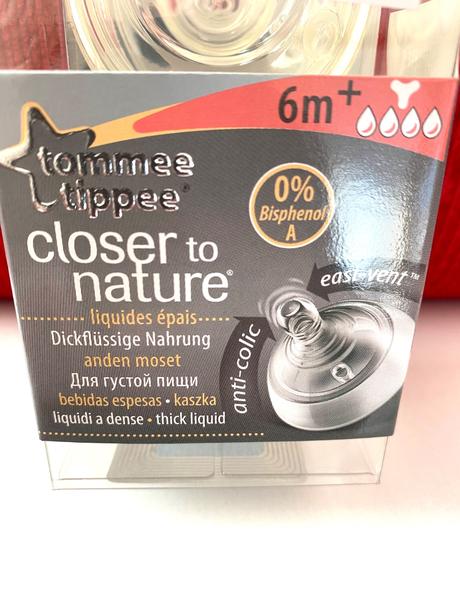 6m+
tommee
tippee®
0%
Bisphenol
A
closer to
nature®
easi-vent™
anti-colic
liquides épais
Dickflüssige Nahrung
anden moset
Для густой пищи
bebidas espesas • kaszka
liquidi a dense • thick liquid